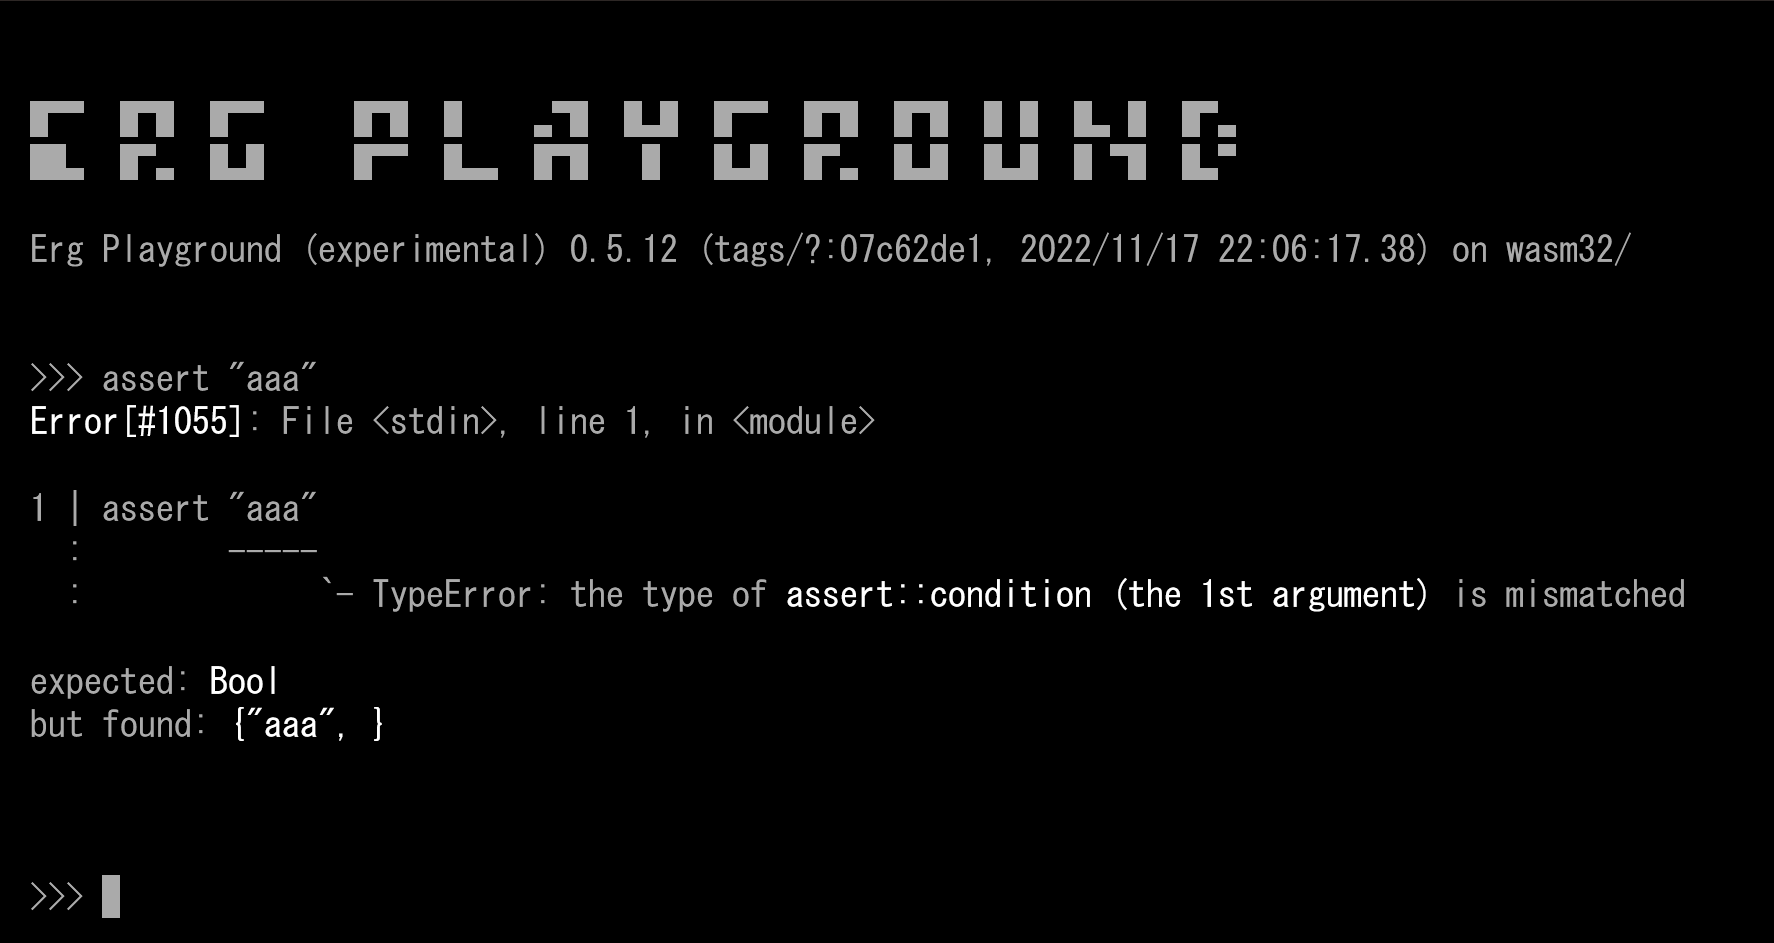 ERG PLAYGROUND
Erg Playground (experimental) 0.5.12 (tags/?:07c62de1, 2022/11/17 22:06:17.38) on wasm32/
>>> assert "aaa"
Error[#1055]: File <stdin>, line 1, in <module>
1 | assert "aaa"
  :        -----
  :             `- TypeError: the type of assert::condition (the 1st argument) is mismatched
expected: Bool
but found: {"aaa", }
>>>